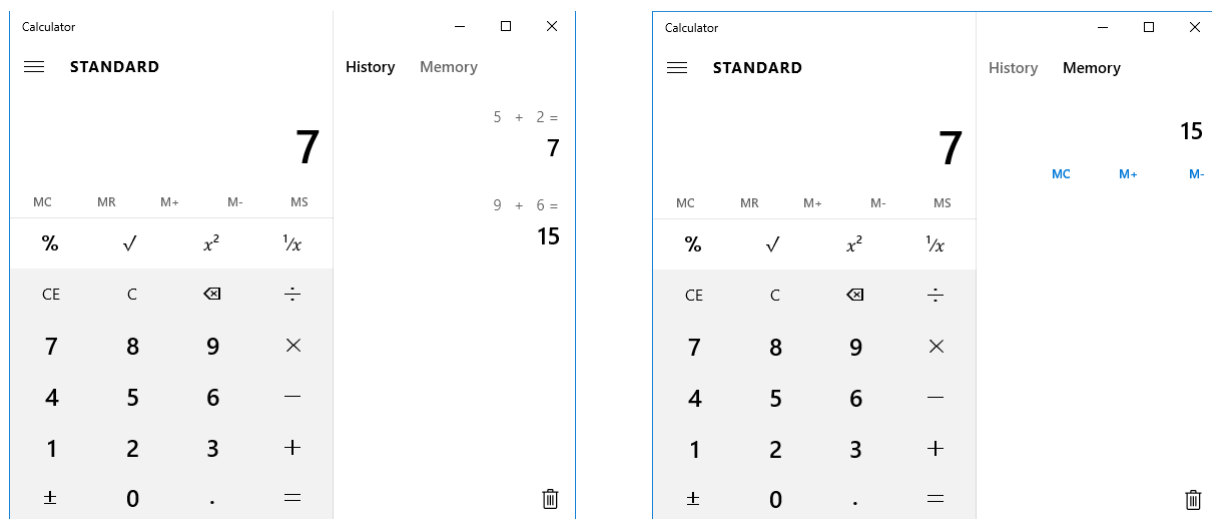 Calculator
STANDARD
History Memory
5 + 2 =
7
7
9 + 6 =
15
MC MR M+ M- MS
% √ x² ¹/x
CE C ÷
7 8 9 ×
4 5 6 −
1 2 3 +
± 0 . =
Calculator
STANDARD
History Memory
7
15
MC M+ M-
MC MR M+ M- MS
% √ x² ¹/x
CE C ÷
7 8 9 ×
4 5 6 −
1 2 3 +
± 0 . =